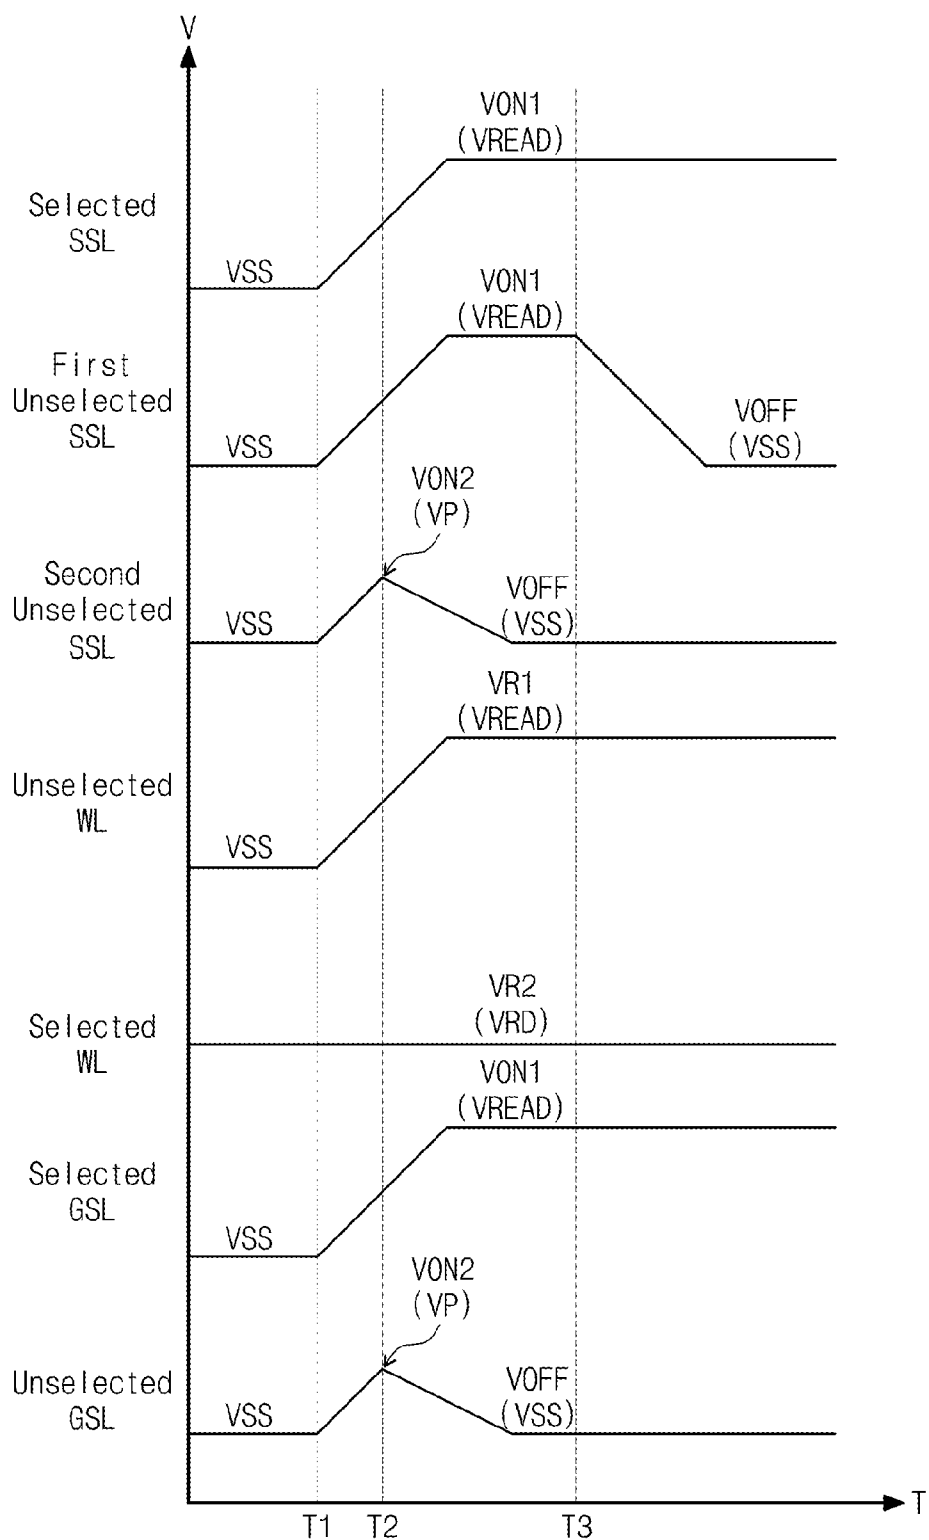 V
VON1
(VREAD)
Selected
SSL
VSS
VON1
(VREAD)
First
Unselected
SSL
VSS
VOFF
(VSS)
VON2
(VP)
Second
Unselected
SSL
VSS
VOFF
(VSS)
VR1
(VREAD)
Unselected
WL
VSS
VR2
(VRD)
Selected
WL
VON1
(VREAD)
Selected
GSL
VSS
VON2
(VP)
Unselected
GSL
VSS
VOFF
(VSS)
T
T1 T2 T3